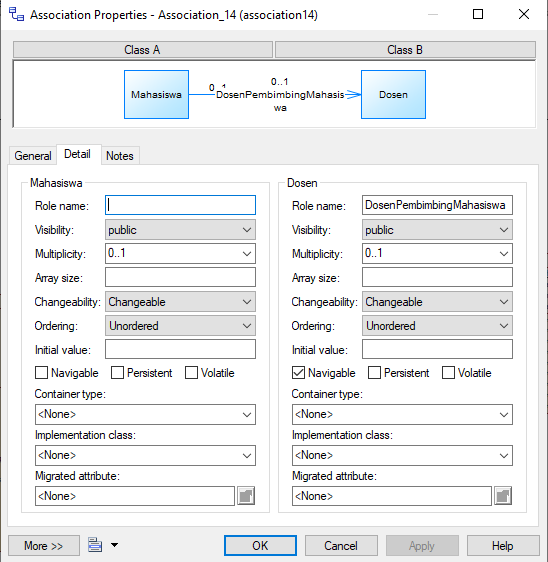 Association Properties - Association_14 (association14)
Class A
Class B
Mahasiswa
0..1
0..1
DosenPembimbingMahasis
wa
Dosen
General
Detail
Notes
Mahasiswa
Role name:
Visibility:
public
Multiplicity:
0..1
Array size:
Changeability:
Changeable
Ordering:
Unordered
Initial value:
Navigable
Persistent
Volatile
Container type:
<None>
Implementation class:
<None>
Migrated attribute:
<None>
Dosen
Role name:
DosenPembimbingMahasiswa
Visibility:
public
Multiplicity:
0..1
Array size:
Changeability:
Changeable
Ordering:
Unordered
Initial value:
Navigable
Persistent
Volatile
Container type:
<None>
Implementation class:
<None>
Migrated attribute:
<None>
More >>
OK
Cancel
Apply
Help